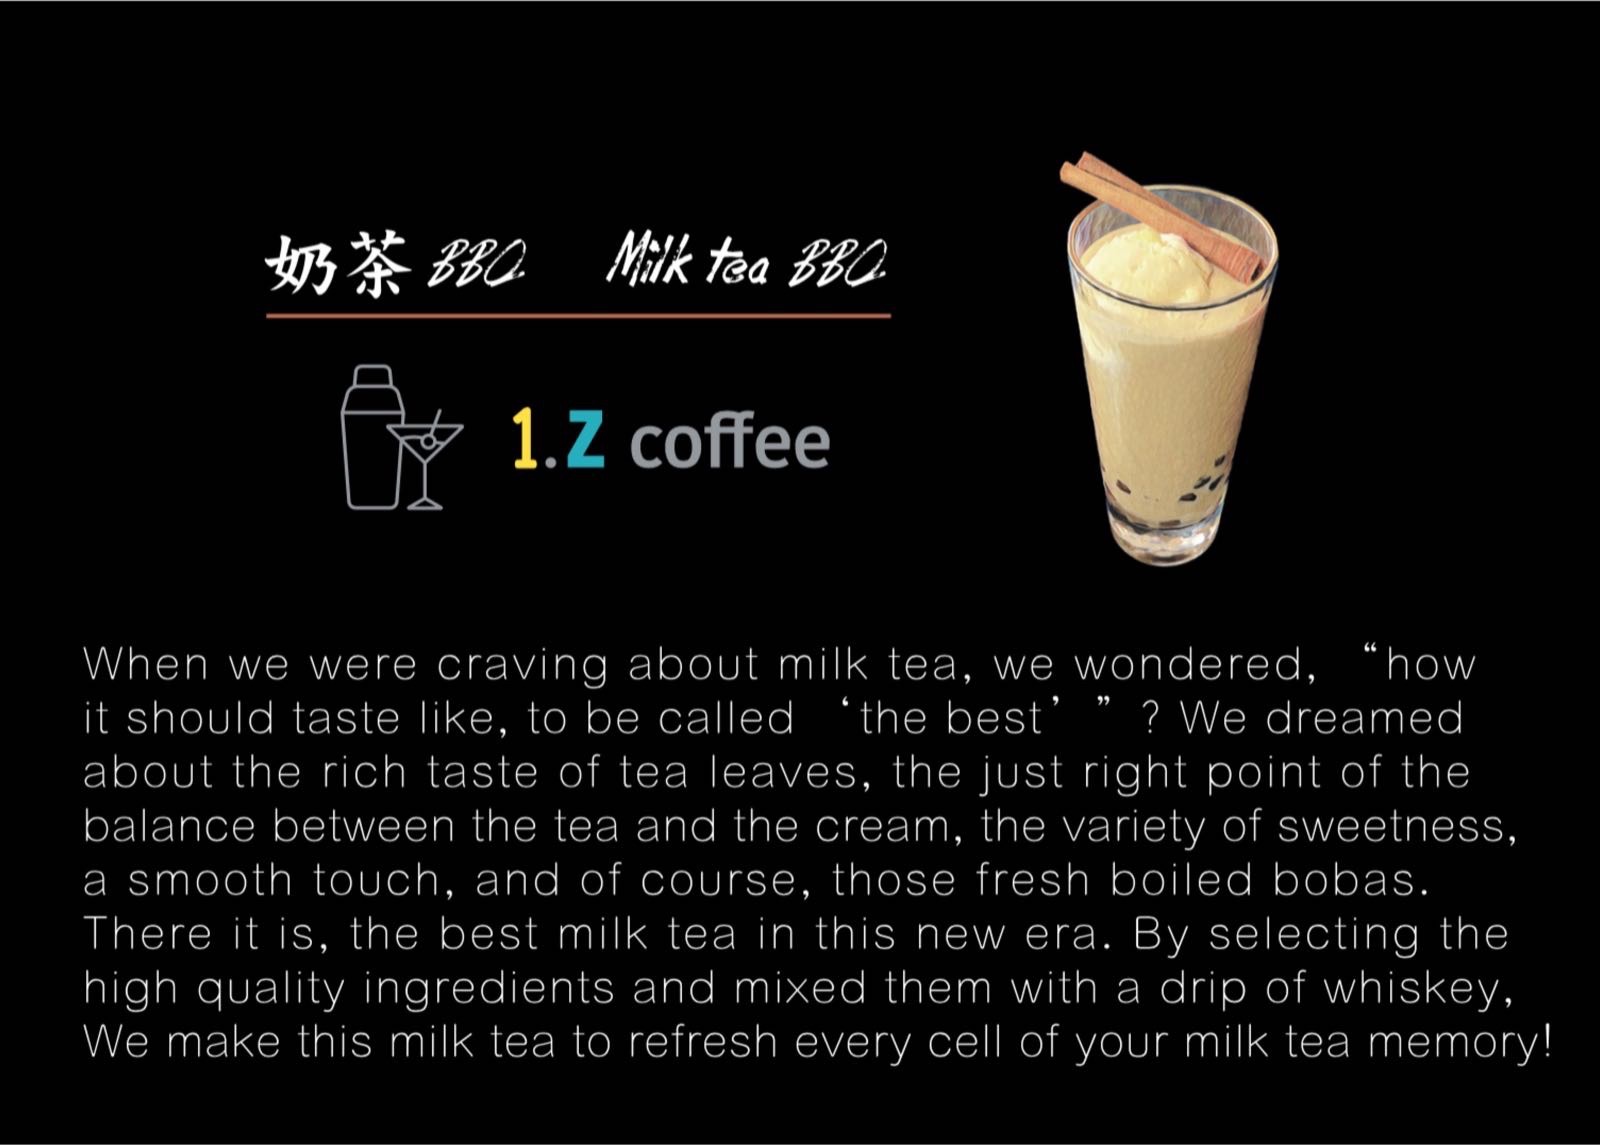 奶茶 BBQ Milk tea BBQ
1.Z coffee
When we were craving about milk tea, we wondered, “how
it should taste like, to be called ‘the best’ ”? We dreamed
about the rich taste of tea leaves, the just right point of the
balance between the tea and the cream, the variety of sweetness,
a smooth touch, and of course, those fresh boiled bobas.
There it is, the best milk tea in this new era. By selecting the
high quality ingredients and mixed them with a drip of whiskey,
We make this milk tea to refresh every cell of your milk tea memory!